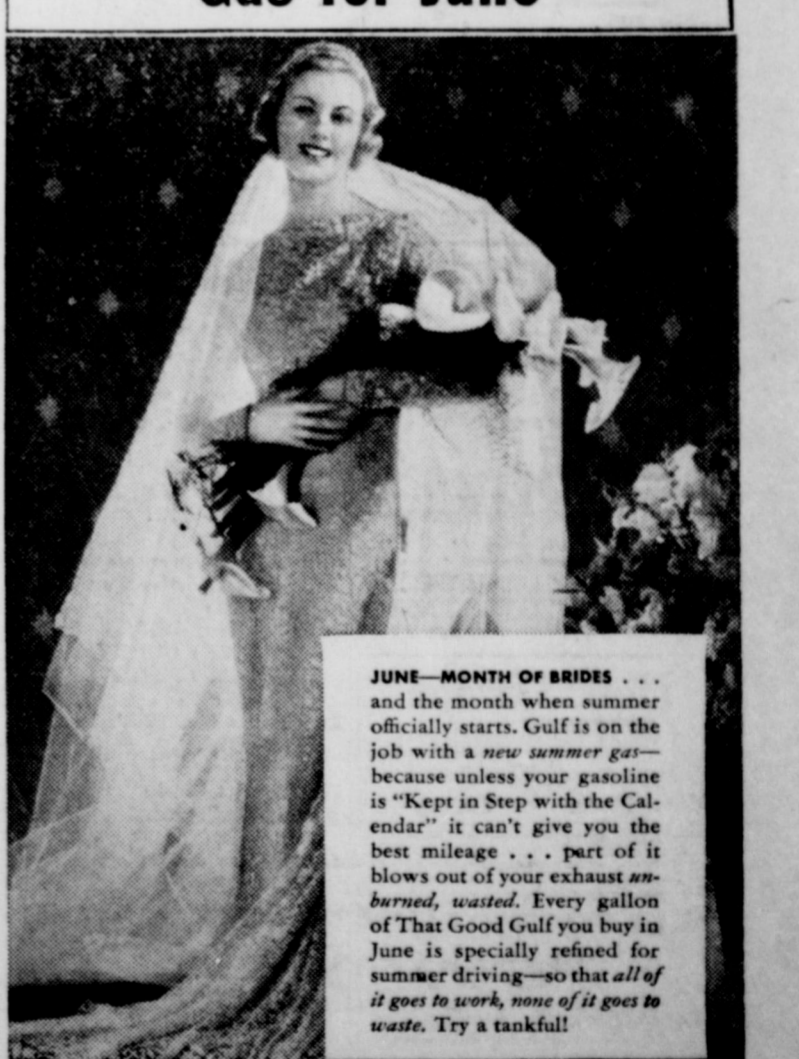 Gas for June
JUNE—MONTH OF BRIDES . . .
and the month when summer
officially starts. Gulf is on the
job with a new summer gas—
because unless your gasoline
is "Kept in Step with the Cal-
endar" it can't give you the
best mileage . . . part of it
blows out of your exhaust un-
burned, wasted. Every gallon
of That Good Gulf you buy in
June is specially refined for
summer driving—so that all of
it goes to work, none of it goes to
waste. Try a tankful!